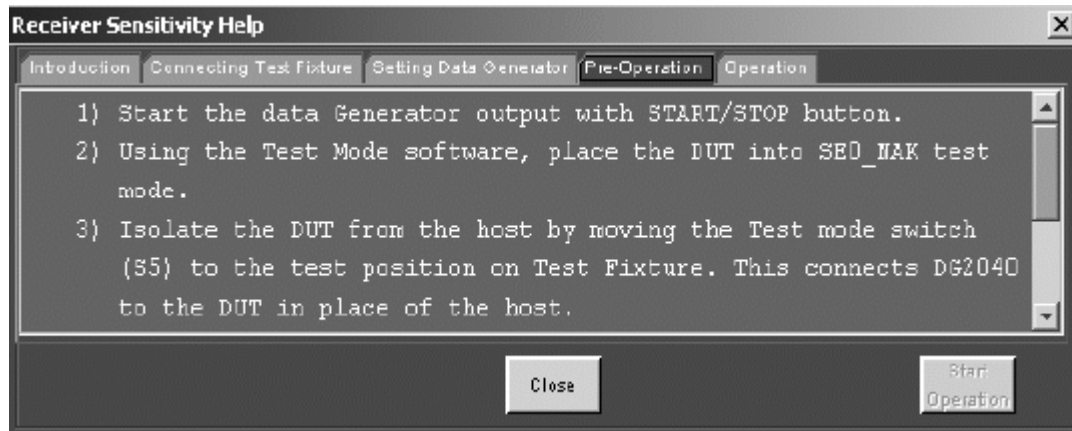 Receiver Sensitivity Help
Introduction Connecting Test Fixture Setting Data Generator Pre-Operation Operation
1) Start the data Generator output with START/STOP button.
2) Using the Test Mode software, place the DUT into SE0_NAK test
mode.
3) Isolate the DUT from the host by moving the Test mode switch
(S5) to the test position on Test Fixture. This connects DG2040
to the DUT in place of the host.
Close
Start
Operation